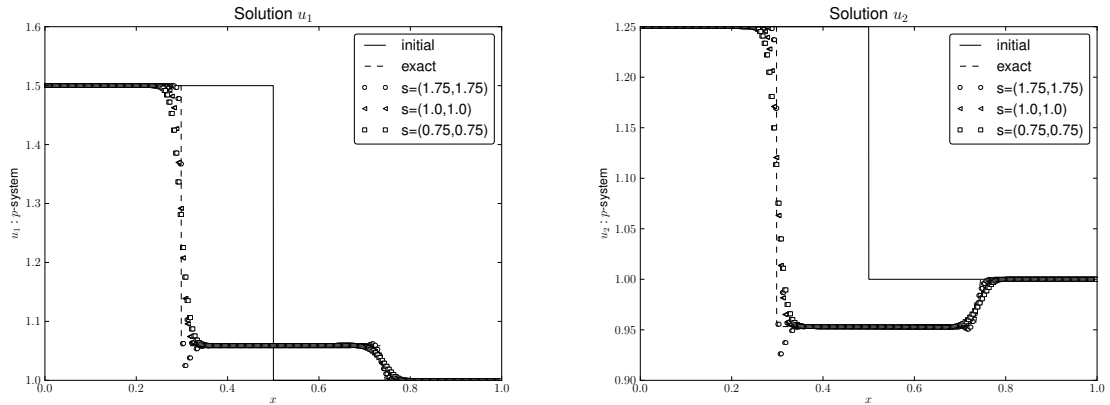 Solution u₁
1.6
1.5
1.4
1.3
1.2
1.1
1.0
u₁ : p-system
0.0 0.2 0.4 0.6 0.8 1.0
x
initial
exact
s=(1.75,1.75)
s=(1.0,1.0)
s=(0.75,0.75)
Solution u₂
1.25
1.20
1.15
1.10
1.05
1.00
0.95
0.90
u₂ : p-system
0.0 0.2 0.4 0.6 0.8 1.0
x
initial
exact
s=(1.75,1.75)
s=(1.0,1.0)
s=(0.75,0.75)